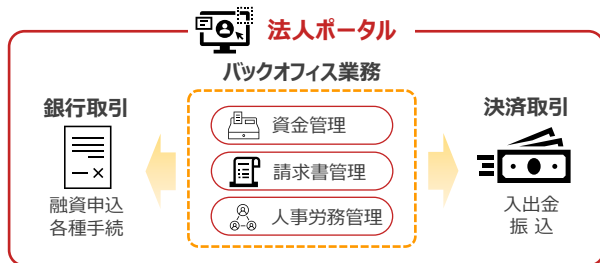 法人ポータル
バックオフィス業務
銀行取引
融資申込
各種手続
資金管理
請求書管理
人事労務管理
決済取引
入出金
振 込